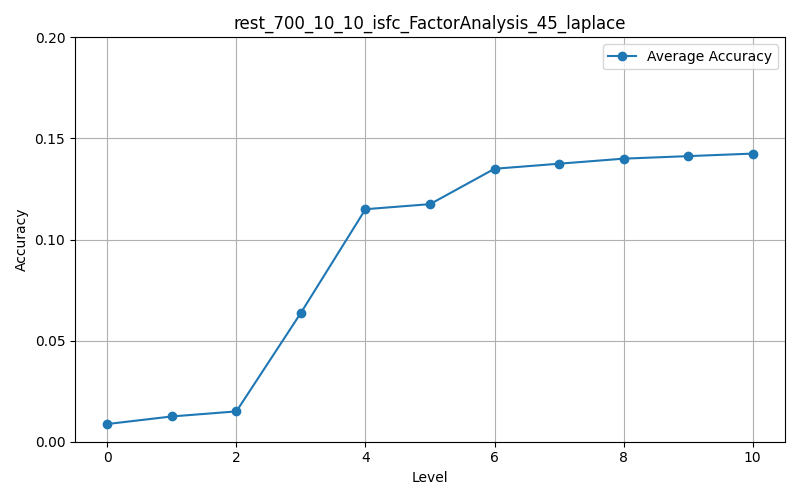 rest_700_10_10_isfc_FactorAnalysis_45_laplace
Average Accuracy
0.20
0.15
0.10
0.05
0.00
Accuracy
0 2 4 6 8 10
Level